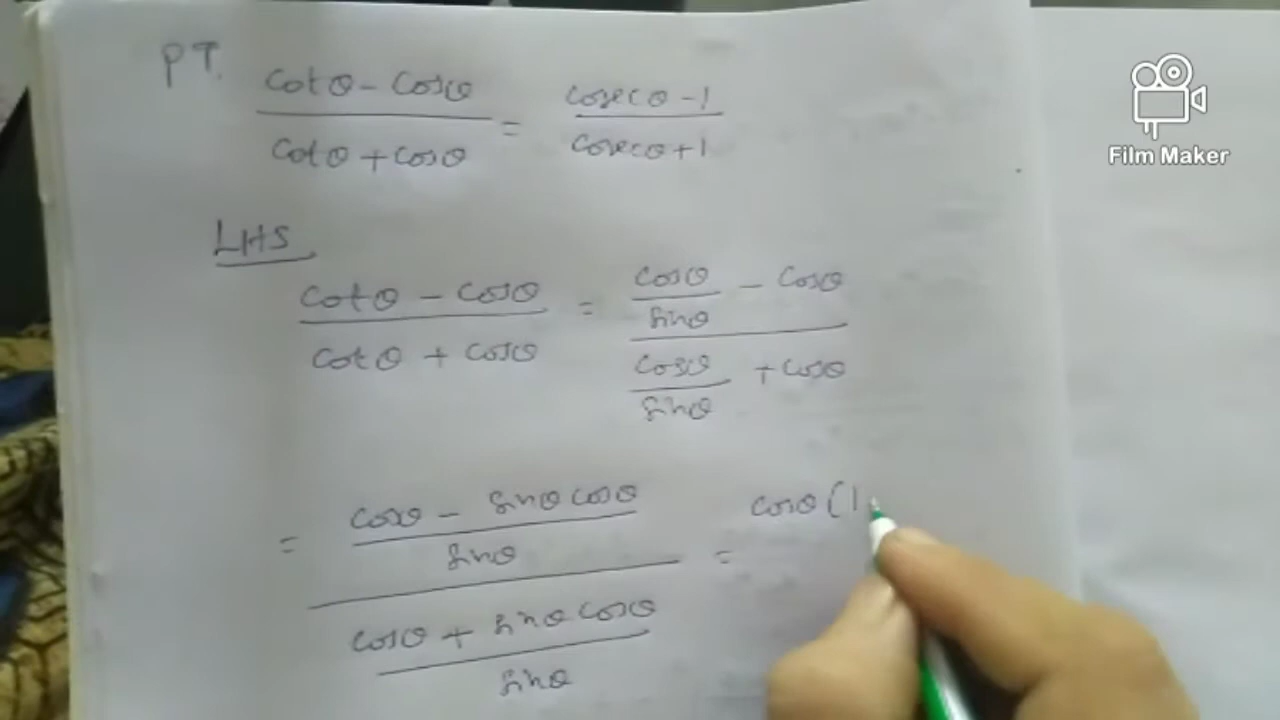 PT. cotθ - cosθ / cotθ + cosθ = cosecθ - 1 / cosecθ + 1
Film Maker
LHS
cotθ - cosθ / cotθ + cosθ = cosθ/sinθ - cosθ / cosθ/sinθ + cosθ
= cosθ - sinθ cosθ / sinθ / cosθ + sinθ cosθ / sinθ = cosθ (1